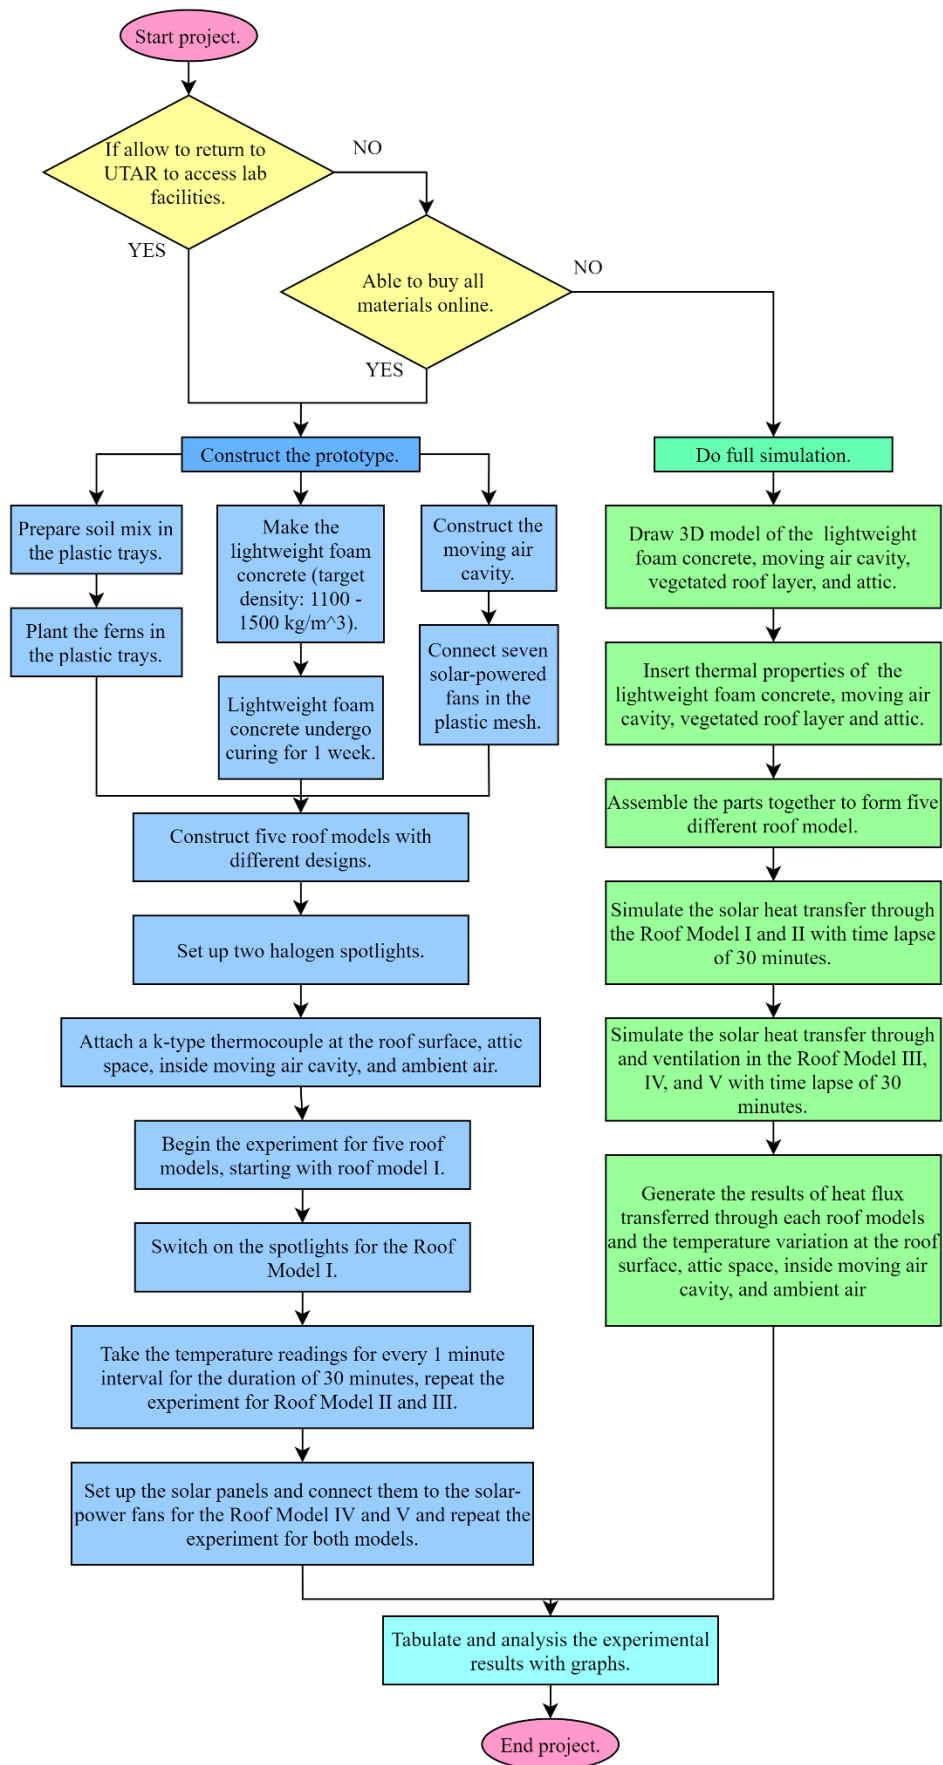 Start project.
If allow to return to
UTAR to access lab
facilities.
NO
YES
Able to buy all
materials online.
NO
YES
Construct the prototype.
Do full simulation.
Prepare soil mix in
the plastic trays.
Plant the ferns in
the plastic trays.
Make the
lightweight foam
concrete (target
density: 1100 -
1500 kg/m^3).
Lightweight foam
concrete undergo
curing for 1 week.
Construct the
moving air
cavity.
Connect seven
solar-powered
fans in the
plastic mesh.
Construct five roof models with
different designs.
Set up two halogen spotlights.
Attach a k-type thermocouple at the roof surface, attic
space, inside moving air cavity, and ambient air.
Begin the experiment for five roof
models, starting with roof model I.
Switch on the spotlights for the Roof
Model I.
Take the temperature readings for every 1 minute
interval for the duration of 30 minutes, repeat the
experiment for Roof Model II and III.
Set up the solar panels and connect them to the solar-
power fans for the Roof Model IV and V and repeat the
experiment for both models.
Draw 3D model of the lightweight
foam concrete, moving air cavity,
vegetated roof layer, and attic.
Insert thermal properties of the
lightweight foam concrete, moving air
cavity, vegetated roof layer and attic.
Assemble the parts together to form five
different roof model.
Simulate the solar heat transfer through
the Roof Model I and II with time lapse
of 30 minutes.
Simulate the solar heat transfer through
and ventilation in the Roof Model III,
IV, and V with time lapse of 30
minutes.
Generate the results of heat flux
transferred through each roof models
and the temperature variation at the roof
surface, attic space, inside moving air
cavity, and ambient air
Tabulate and analysis the experimental
results with graphs.
End project.